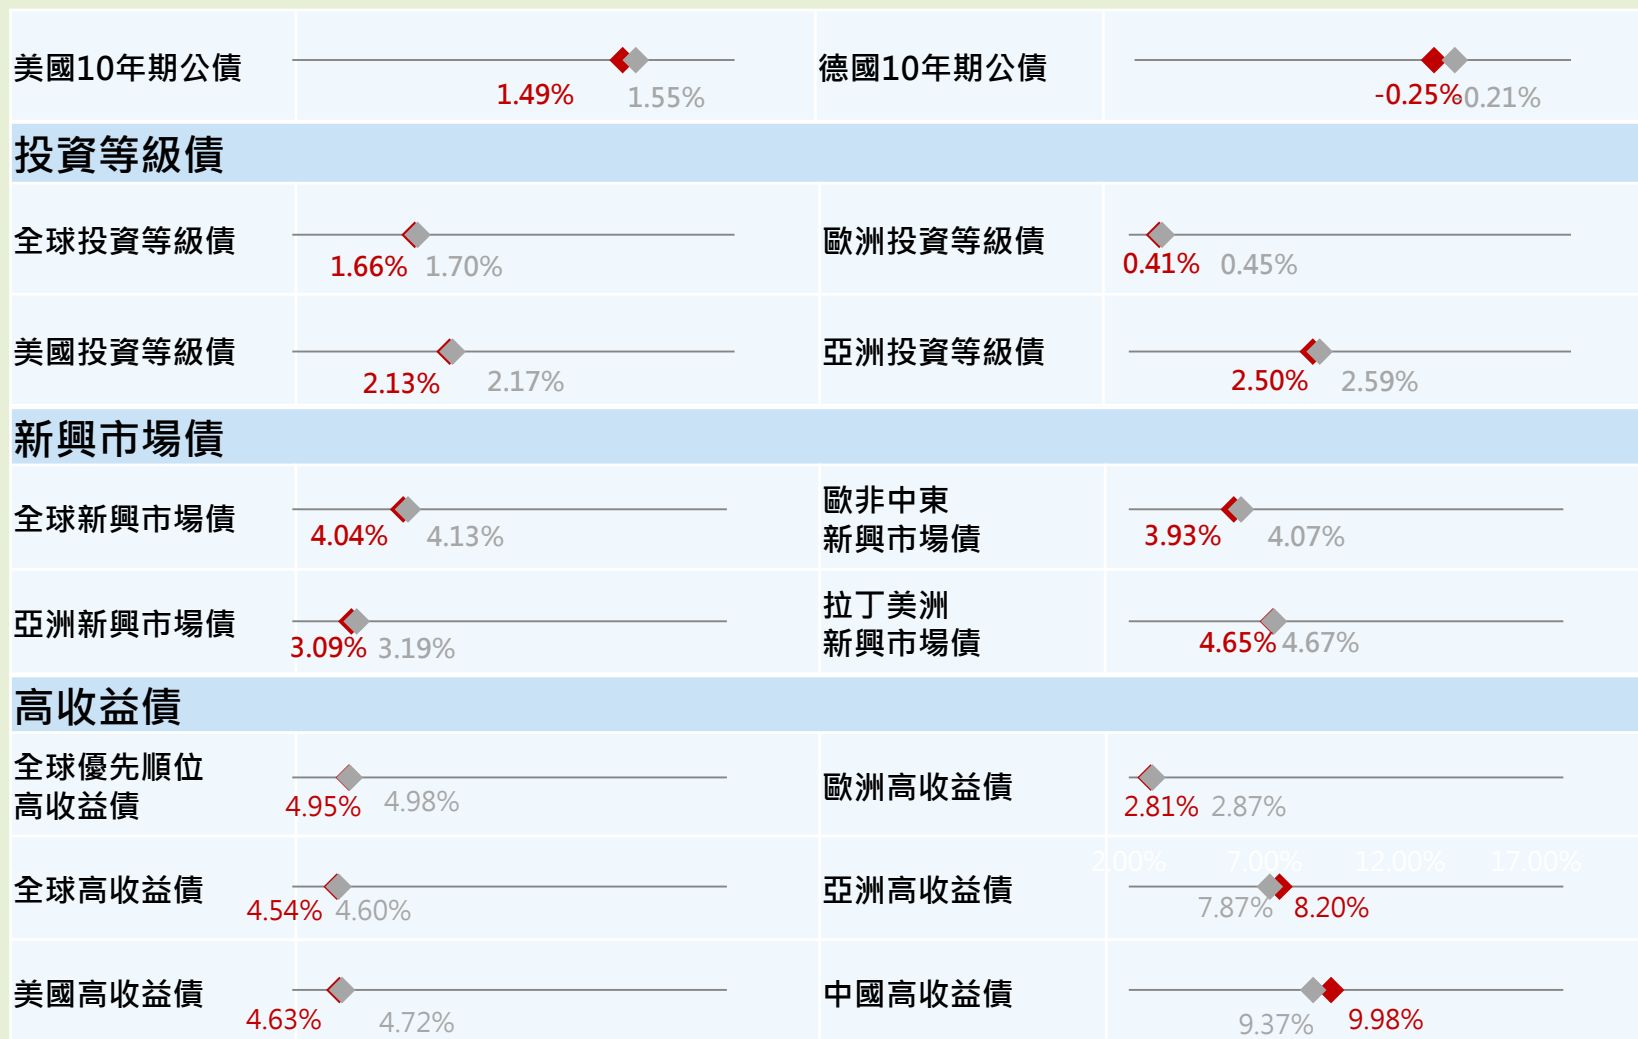 美國10年期公債
1.49% 1.55%
德國10年期公債
-0.25% -0.21%
投資等級債
全球投資等級債
1.66% 1.70%
歐洲投資等級債
0.41% 0.45%
美國投資等級債
2.13% 2.17%
亞洲投資等級債
2.50% 2.59%
新興市場債
全球新興市場債
4.04% 4.13%
歐非中東
新興市場債
3.93% 4.07%
亞洲新興市場債
3.09% 3.19%
拉丁美洲
新興市場債
4.65% 4.67%
高收益債
全球優先順位
高收益債
4.95% 4.98%
歐洲高收益債
2.81% 2.87%
全球高收益債
4.54% 4.60%
2.00% 7.00% 12.00% 17.00%
亞洲高收益債
7.87% 8.20%
美國高收益債
4.63% 4.72%
中國高收益債
9.37% 9.98%